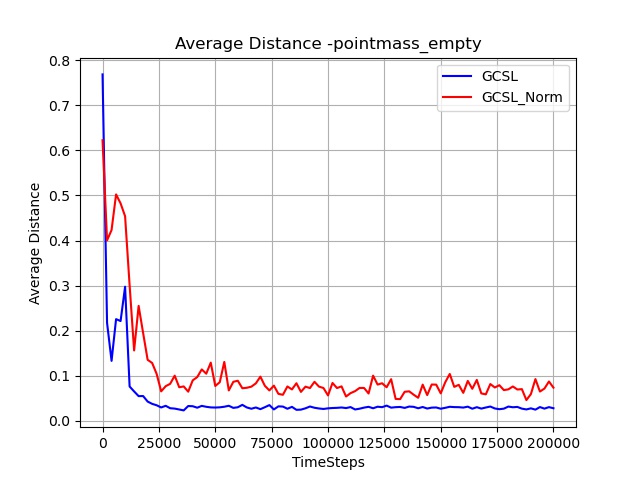 Average Distance -pointmass_empty
GCSL
GCSL_Norm
Average Distance
0.8
0.7
0.6
0.5
0.4
0.3
0.2
0.1
0.0
0 25000 50000 75000 100000 125000 150000 175000 200000
TimeSteps